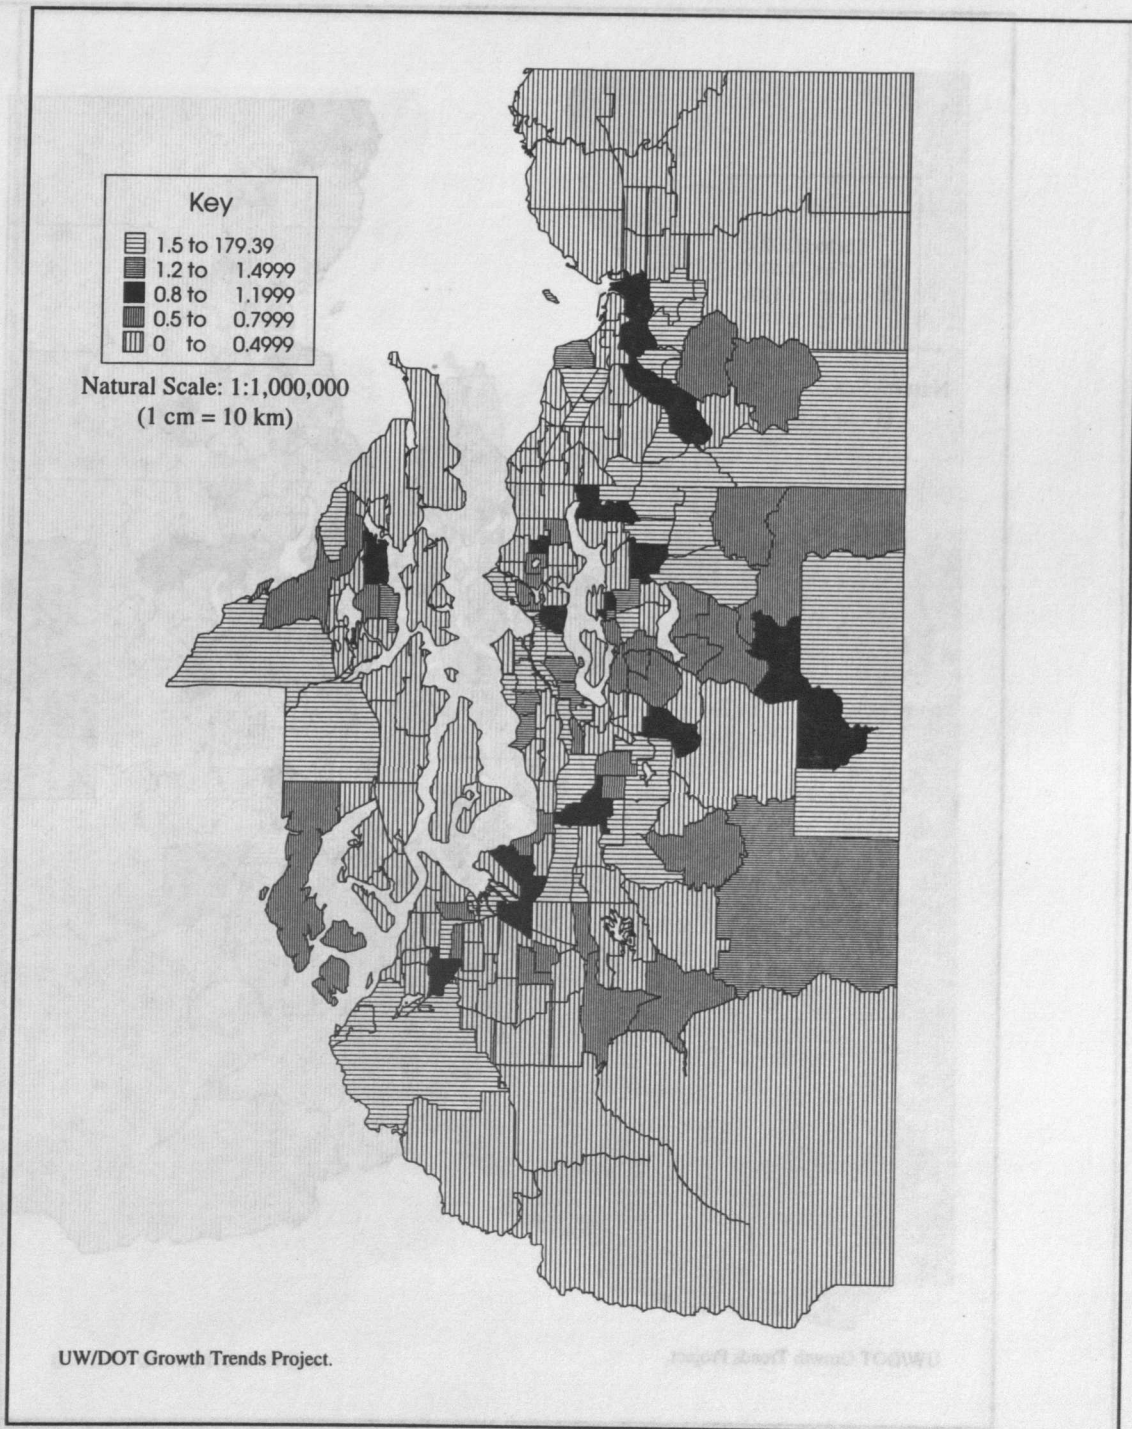 Key
1.5 to 179.39
1.2 to 1.4999
0.8 to 1.1999
0.5 to 0.7999
0 to 0.4999
Natural Scale: 1:1,000,000
(1 cm = 10 km)
UW/DOT Growth Trends Project.